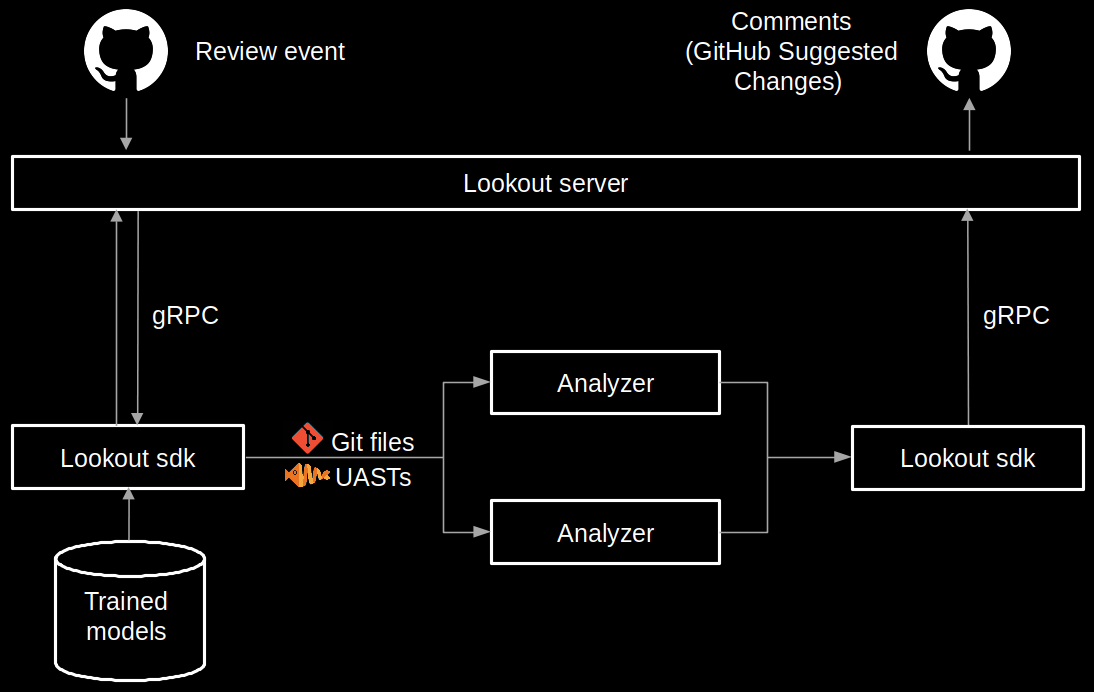 Review event
Comments
(GitHub Suggested
Changes)
Lookout server
gRPC
gRPC
Analyzer
Lookout sdk
Git files
UASTs
Lookout sdk
Analyzer
Trained
models